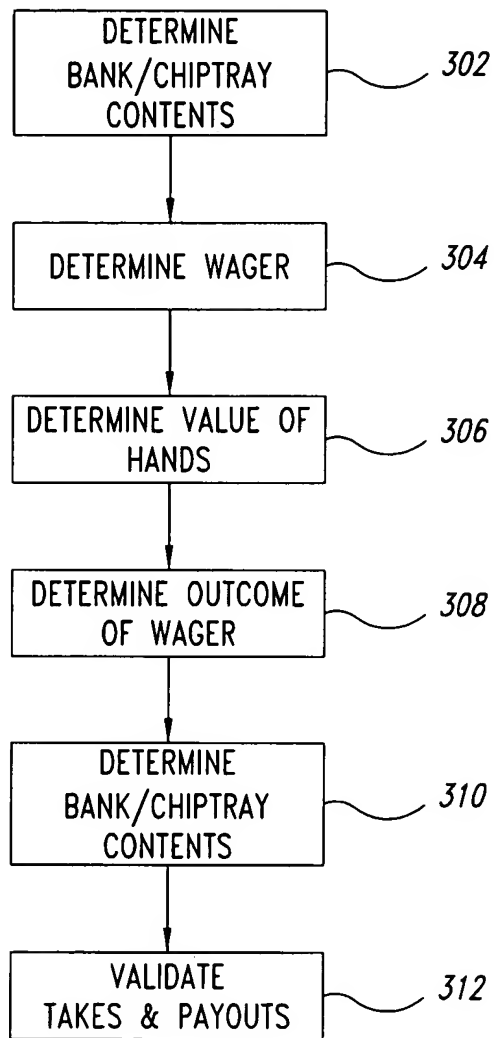 DETERMINE
BANK/CHIPTRAY
CONTENTS
302
DETERMINE WAGER
304
DETERMINE VALUE OF
HANDS
306
DETERMINE OUTCOME
OF WAGER
308
DETERMINE
BANK/CHIPTRAY
CONTENTS
310
VALIDATE
TAKES & PAYOUTS
312